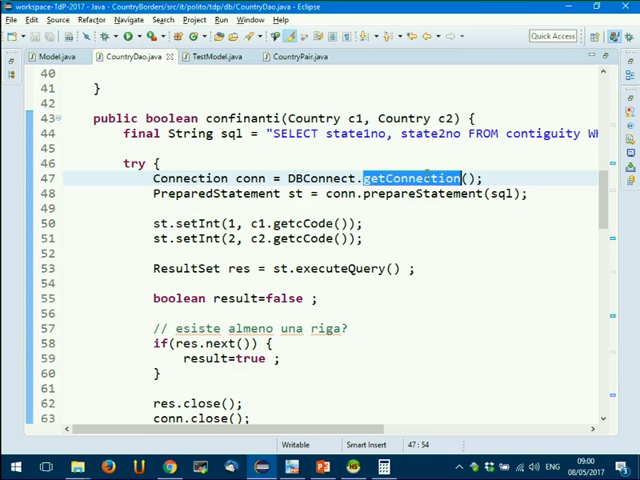 workspace-TdP-2017 - Java - CountryBorders/src/it/polito/tdp/db/CountryDao.java - Eclipse
File Edit Source Refactor Navigate Search Project Run Window Help
Quick Access
Model.java CountryDao.java TestModel.java CountryPair.java
40
41 }
42
43 public boolean confinanti(Country c1, Country c2) {
44 final String sql = "SELECT state1no, state2no FROM contiguity WH
45
46 try {
47 Connection conn = DBConnect.getConnection();
48 PreparedStatement st = conn.prepareStatement(sql);
49
50 st.setInt(1, c1.getcCode());
51 st.setInt(2, c2.getcCode());
52
53 ResultSet res = st.executeQuery() ;
54
55 boolean result=false ;
56
57 // esiste almeno una riga?
58 if(res.next()) {
59 result=true ;
60 }
61
62 res.close();
63 conn.close();
Writable Smart Insert 47 : 54
ENG 09:00
08/05/2017